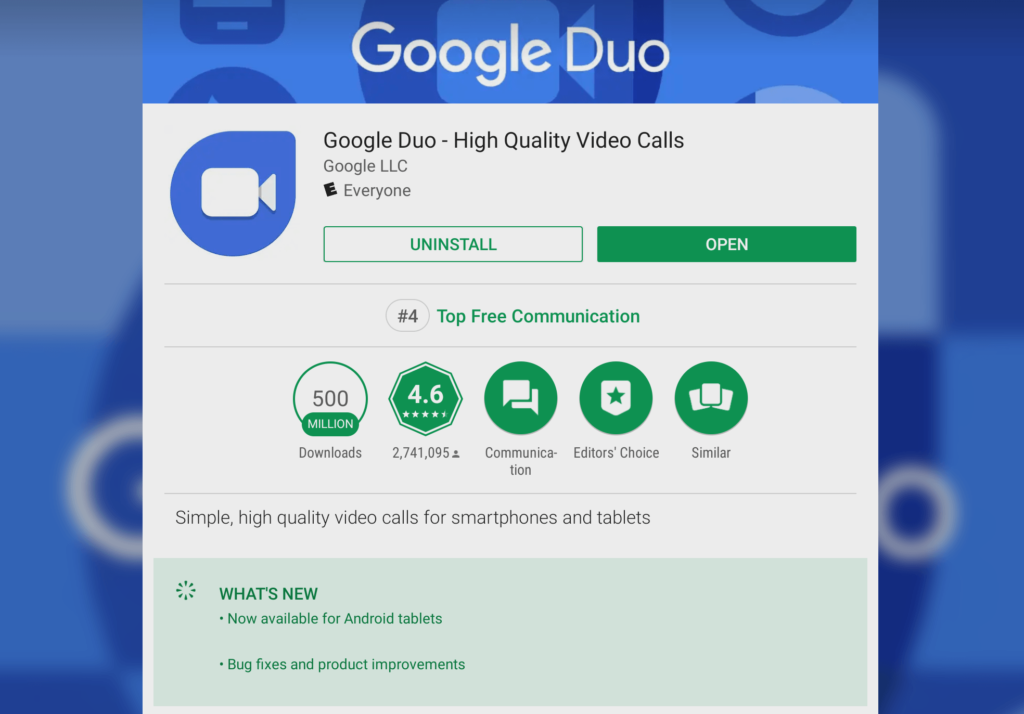 Google Duo
Google Duo - High Quality Video Calls
Google LLC
E Everyone
UNINSTALL
OPEN
#4 Top Free Communication
500
MILLION
Downloads
4.6
2,741,095
Communica-
tion
Editors' Choice
Similar
Simple, high quality video calls for smartphones and tablets
WHAT'S NEW
• Now available for Android tablets
• Bug fixes and product improvements